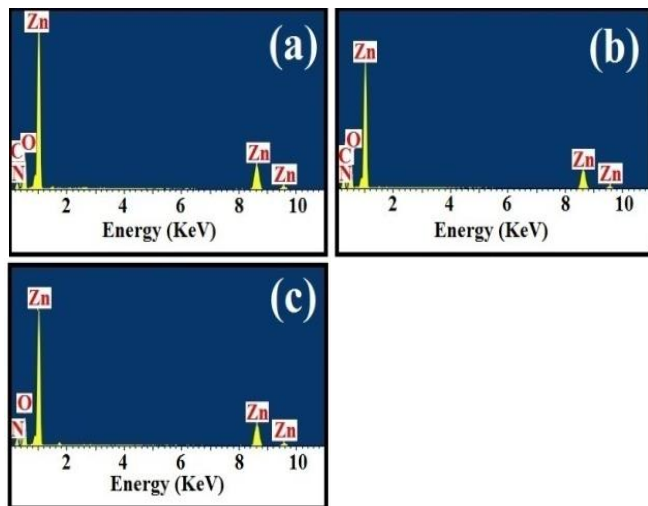 (a)
Zn
O
C
N
Zn
Zn
2 4 6 8 10
Energy (KeV)
(b)
Zn
O
C
N
Zn
Zn
2 4 6 8 10
Energy (KeV)
(c)
Zn
O
N
Zn
Zn
2 4 6 8 10
Energy (KeV)